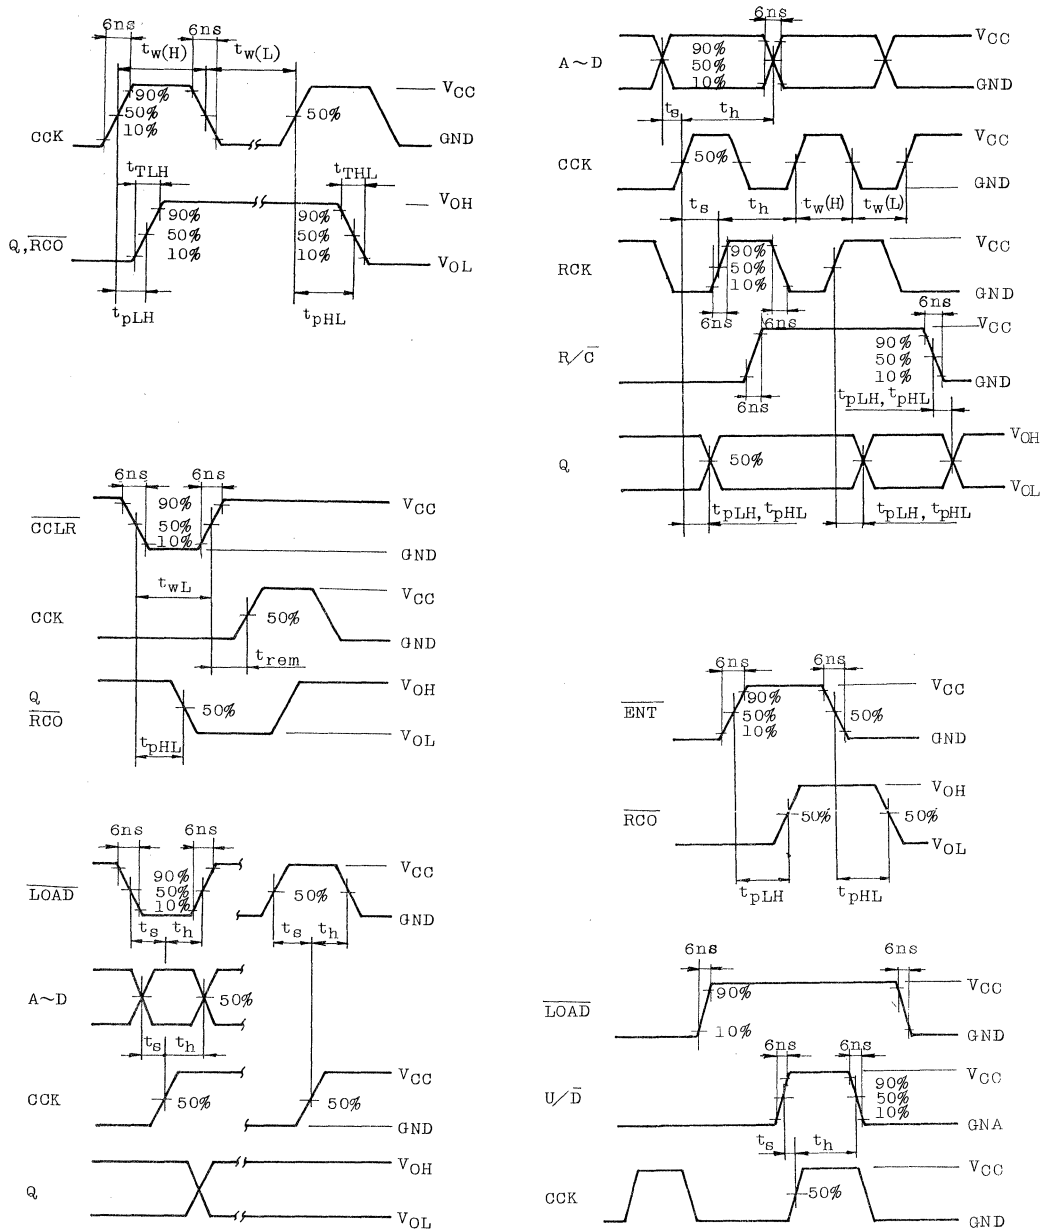 6ns 6ns
tw(H) tw(L)
VCC
90%
50% 50%
10%
CCK GND
tTLH tTHL
VOH
90% 90%
50% 50%
Q,R̅C̅O̅
10% 10%
VOL
tpLH tpHL
6ns 6ns
90% VCC
C̅C̅L̅R̅ 50%
10% GND
twL
VCC
CCK 50%
GND
trem
Q VOH
R̅C̅O̅ 50%
VOL
tpHL
6ns 6ns
90% VCC
L̅O̅A̅D̅ 50% 50%
10% GND
ts th ts th
A~D 50%
ts th
VCC
CCK 50% 50%
GND
VOH
Q
VOL
6ns
VCC
90%
A~D 50%
10% GND
ts th
VCC
CCK 50%
GND
ts th tw(H) tw(L)
VCC
90%
RCK 50%
10% GND
6ns 6ns 6ns
VCC
90%
R/C̅ 50%
10% GND
6ns tpLH, tpHL
VOH
Q 50%
VOL
tpLH, tpHL tpLH, tpHL
6ns 6ns
VCC
90%
E̅N̅T̅ 50% 50%
10% GND
VOH
R̅C̅O̅ 50% 50%
VOL
tpLH tpHL
6ns 6ns
VCC
90%
L̅O̅A̅D̅
10% GND
6ns 6ns
VCC
90%
U/D̅ 50%
10% GNA
ts th
VCC
CCK 50%
GND